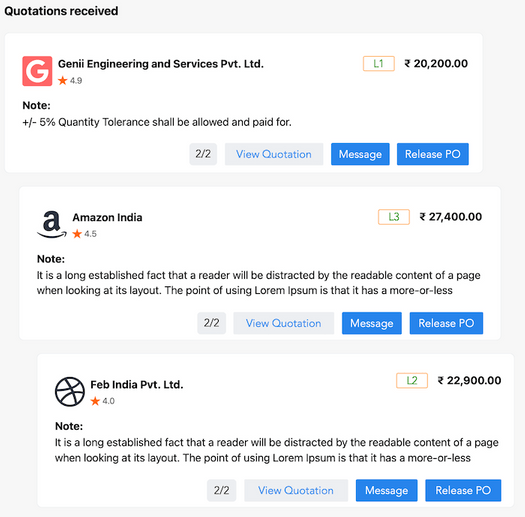 Quotations received
Genii Engineering and Services Pvt. Ltd. L1 ₹ 20,200.00
4.9
Note:
+/- 5% Quantity Tolerance shall be allowed and paid for.
2/2 View Quotation Message Release PO
Amazon India L3 ₹ 27,400.00
4.5
Note:
It is a long established fact that a reader will be distracted by the readable content of a page
when looking at its layout. The point of using Lorem Ipsum is that it has a more-or-less
2/2 View Quotation Message Release PO
Feb India Pvt. Ltd. L2 ₹ 22,900.00
4.0
Note:
It is a long established fact that a reader will be distracted by the readable content of a page
when looking at its layout. The point of using Lorem Ipsum is that it has a more-or-less
2/2 View Quotation Message Release PO